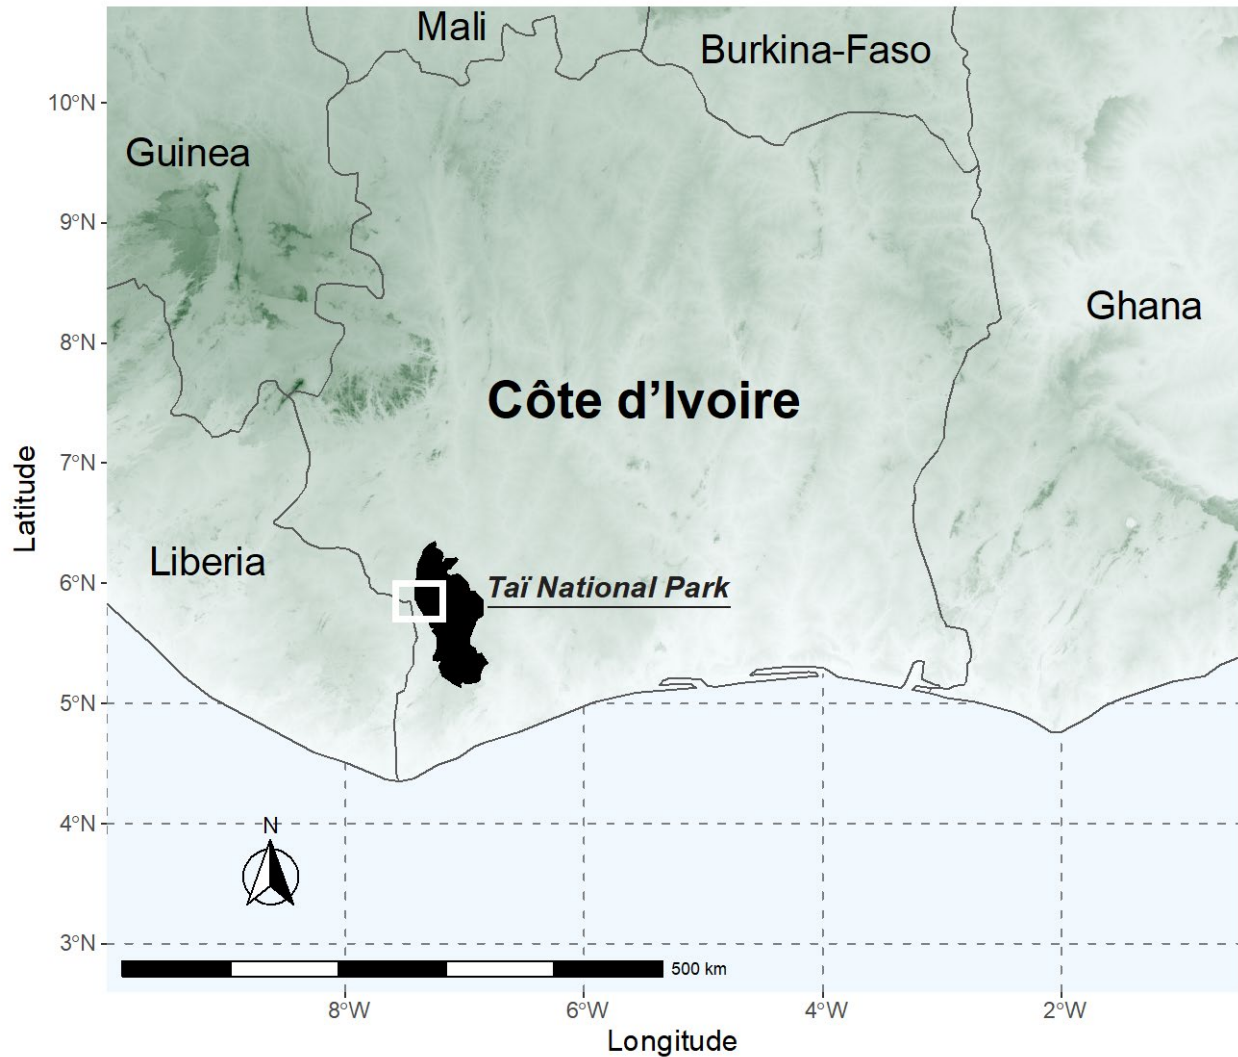 Mali
Burkina-Faso
10°N
Guinea
9°N
Ghana
8°N
Côte d’Ivoire
7°N
Latitude
Liberia
6°N
Taï National Park
5°N
4°N
N
3°N
500 km
8°W
6°W
4°W
2°W
Longitude